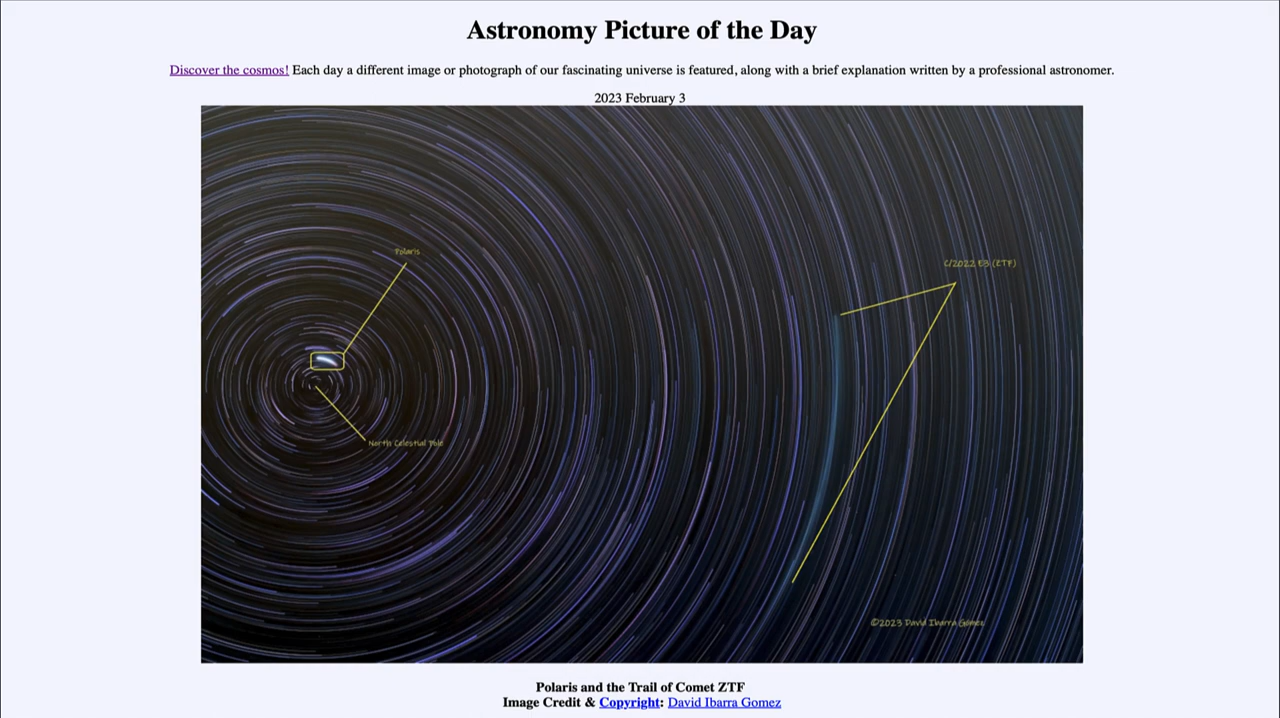 Astronomy Picture of the Day
Discover the cosmos! Each day a different image or photograph of our fascinating universe is featured, along with a brief explanation written by a professional astronomer.
2023 February 3
Polaris
C/2022 E3 (ZTF)
North Celestial Pole
©2023 David Ibarra Gómez
Polaris and the Trail of Comet ZTF
Image Credit & Copyright: David Ibarra Gomez